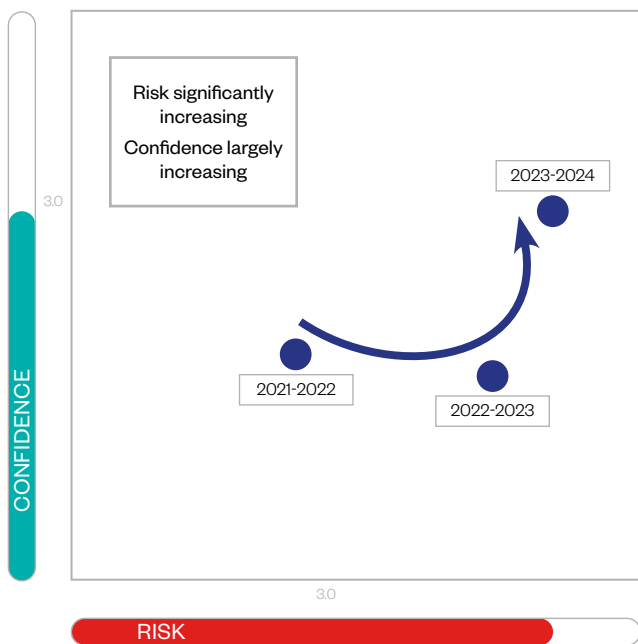 Risk significantly
increasing
Confidence largely
increasing
2023-2024
3.0
2021-2022
2022-2023
CONFIDENCE
3.0
RISK